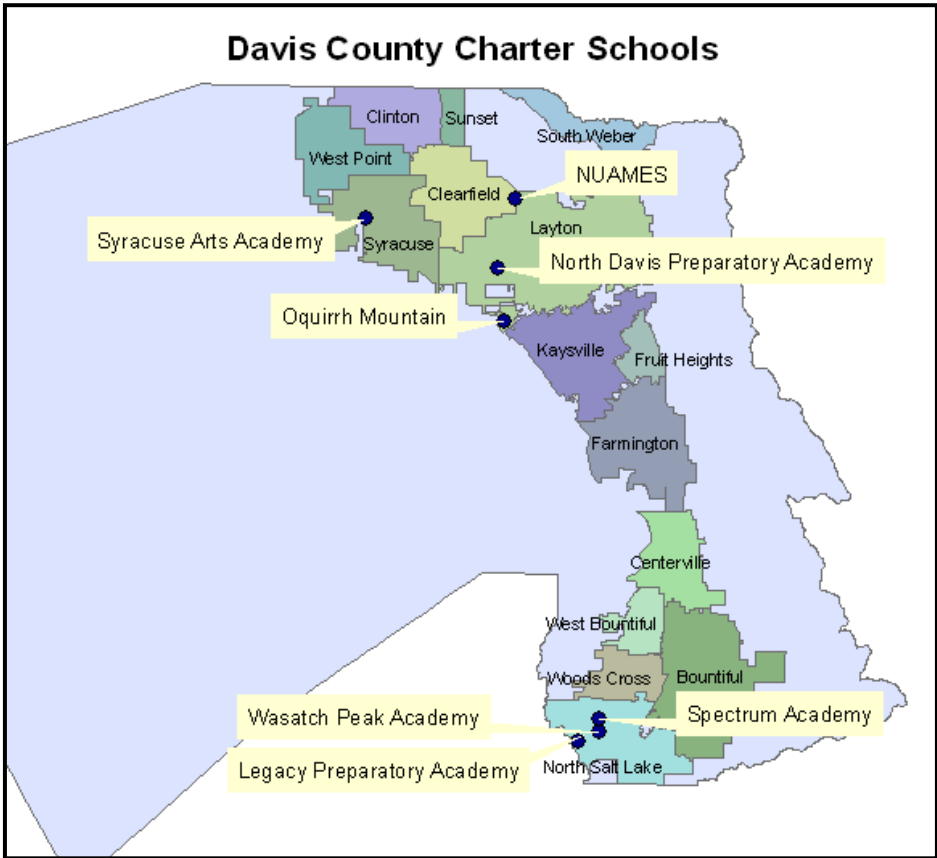 Davis County Charter Schools
Clinton
Sunset
South Weber
West Point
NUAMES
Clearfield
Layton
Syracuse Arts Academy
Syracuse
North Davis Preparatory Academy
Oquirrh Mountain
Kaysville
Fruit Heights
Farmington
Centerville
West Bountiful
Woods Cross
Bountiful
Wasatch Peak Academy
Spectrum Academy
Legacy Preparatory Academy
North Salt Lake